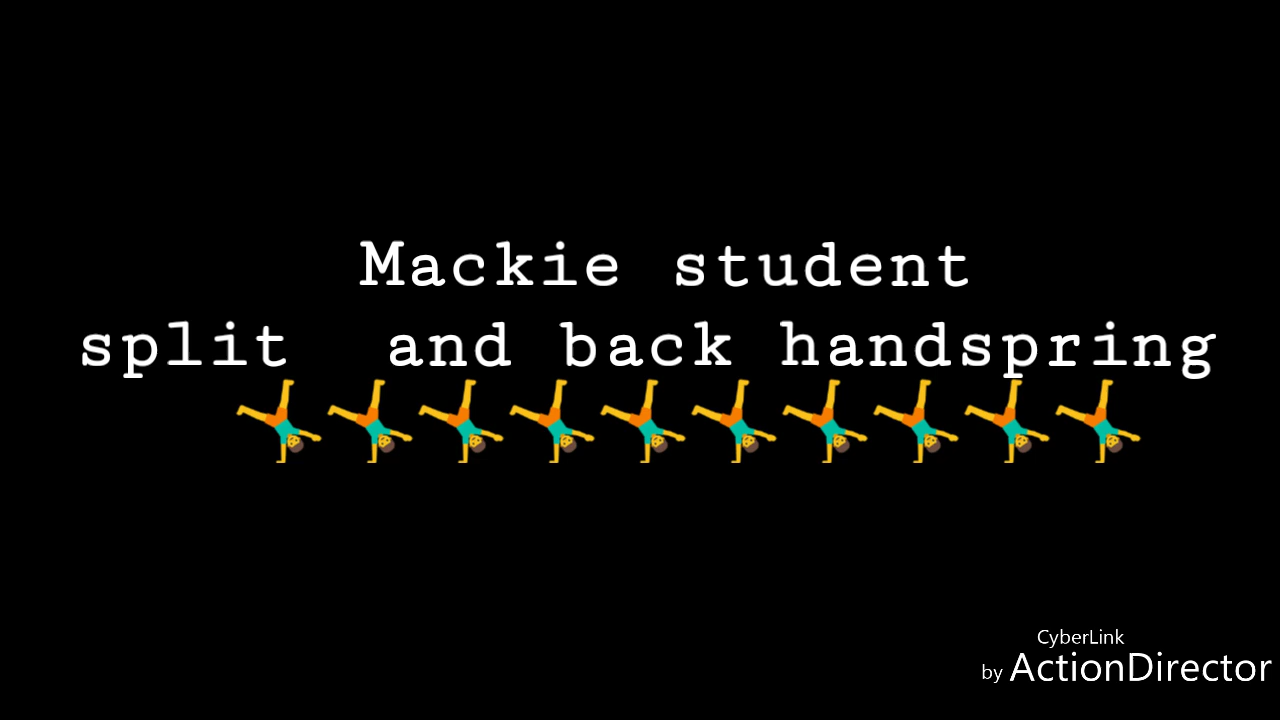 Mackie student
split and back handspring
🤸🤸🤸🤸🤸🤸🤸🤸🤸🤸
CyberLink
by ActionDirector